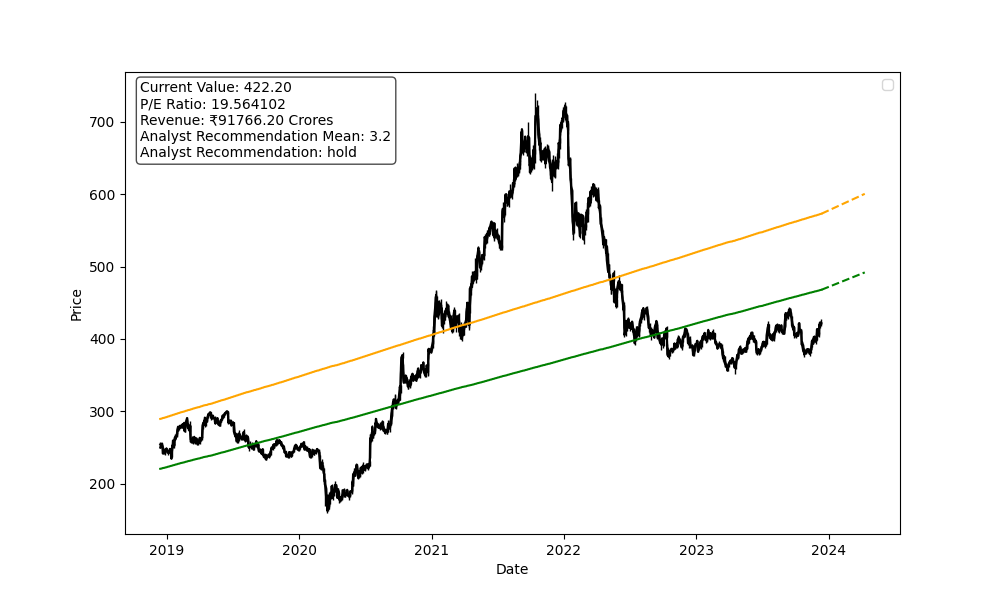 Current Value: 422.20
P/E Ratio: 19.564102
Revenue: ₹91766.20 Crores
Analyst Recommendation Mean: 3.2
Analyst Recommendation: hold
Price
700
600
500
400
300
200
2019 2020 2021 2022 2023 2024
Date